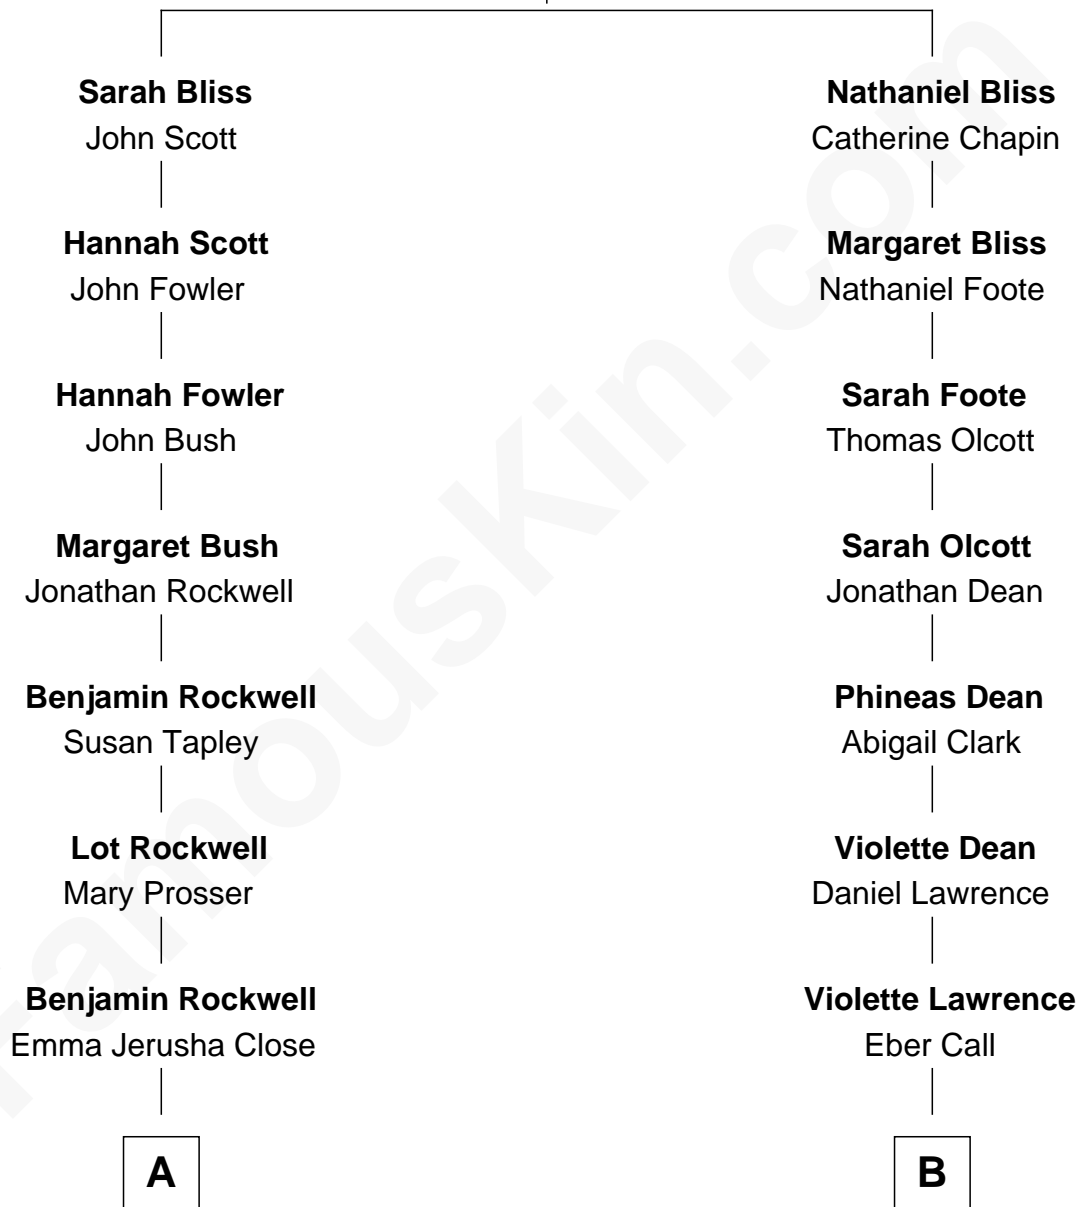 Sarah Bliss
John Scott
Nathaniel Bliss
Catherine Chapin
Hannah Scott
John Fowler
Margaret Bliss
Nathaniel Foote
Hannah Fowler
John Bush
Sarah Foote
Thomas Olcott
Margaret Bush
Jonathan Rockwell
Sarah Olcott
Jonathan Dean
Benjamin Rockwell
Susan Tapley
Phineas Dean
Abigail Clark
Lot Rockwell
Mary Prosser
Violette Dean
Daniel Lawrence
Benjamin Rockwell
Emma Jerusha Close
Violette Lawrence
Eber Call
A
B
FamousKin.com